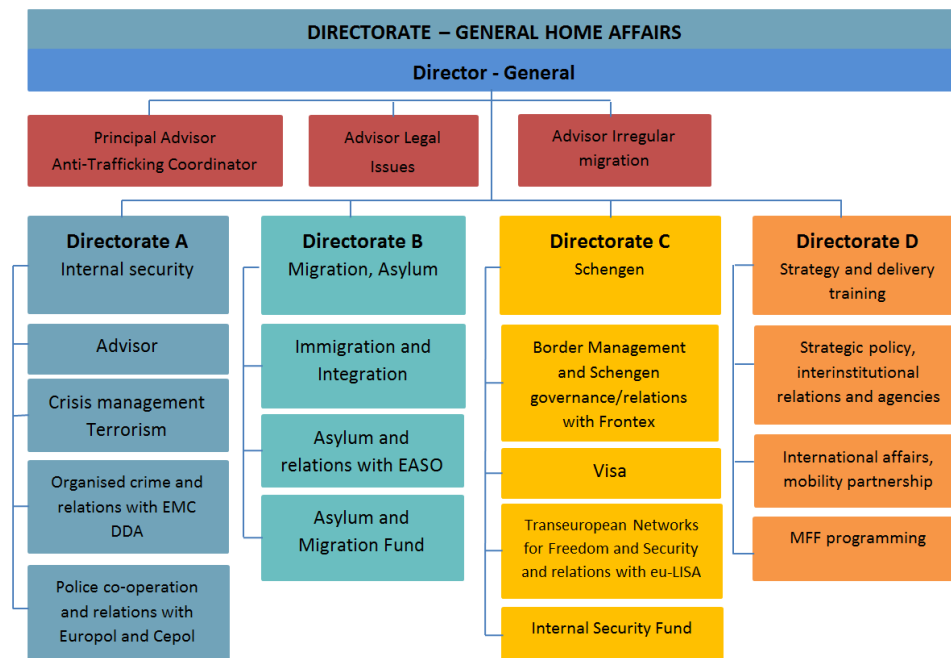 DIRECTORATE – GENERAL HOME AFFAIRS
Director - General
Principal Advisor
Anti-Trafficking Coordinator
Advisor Legal
Issues
Advisor Irregular
migration
Directorate A
Internal security
Advisor
Crisis management
Terrorism
Organised crime and
relations with EMC
DDA
Police co-operation
and relations with
Europol and Cepol
Directorate B
Migration, Asylum
Immigration and
Integration
Asylum and
relations with EASO
Asylum and
Migration Fund
Directorate C
Schengen
Border Management
and Schengen
governance/relations
with Frontex
Visa
Transeuropean Networks
for Freedom and Security
and relations with eu-LISA
Internal Security Fund
Directorate D
Strategy and delivery
training
Strategic policy,
interinstitutional
relations and agencies
International affairs,
mobility partnership
MFF programming